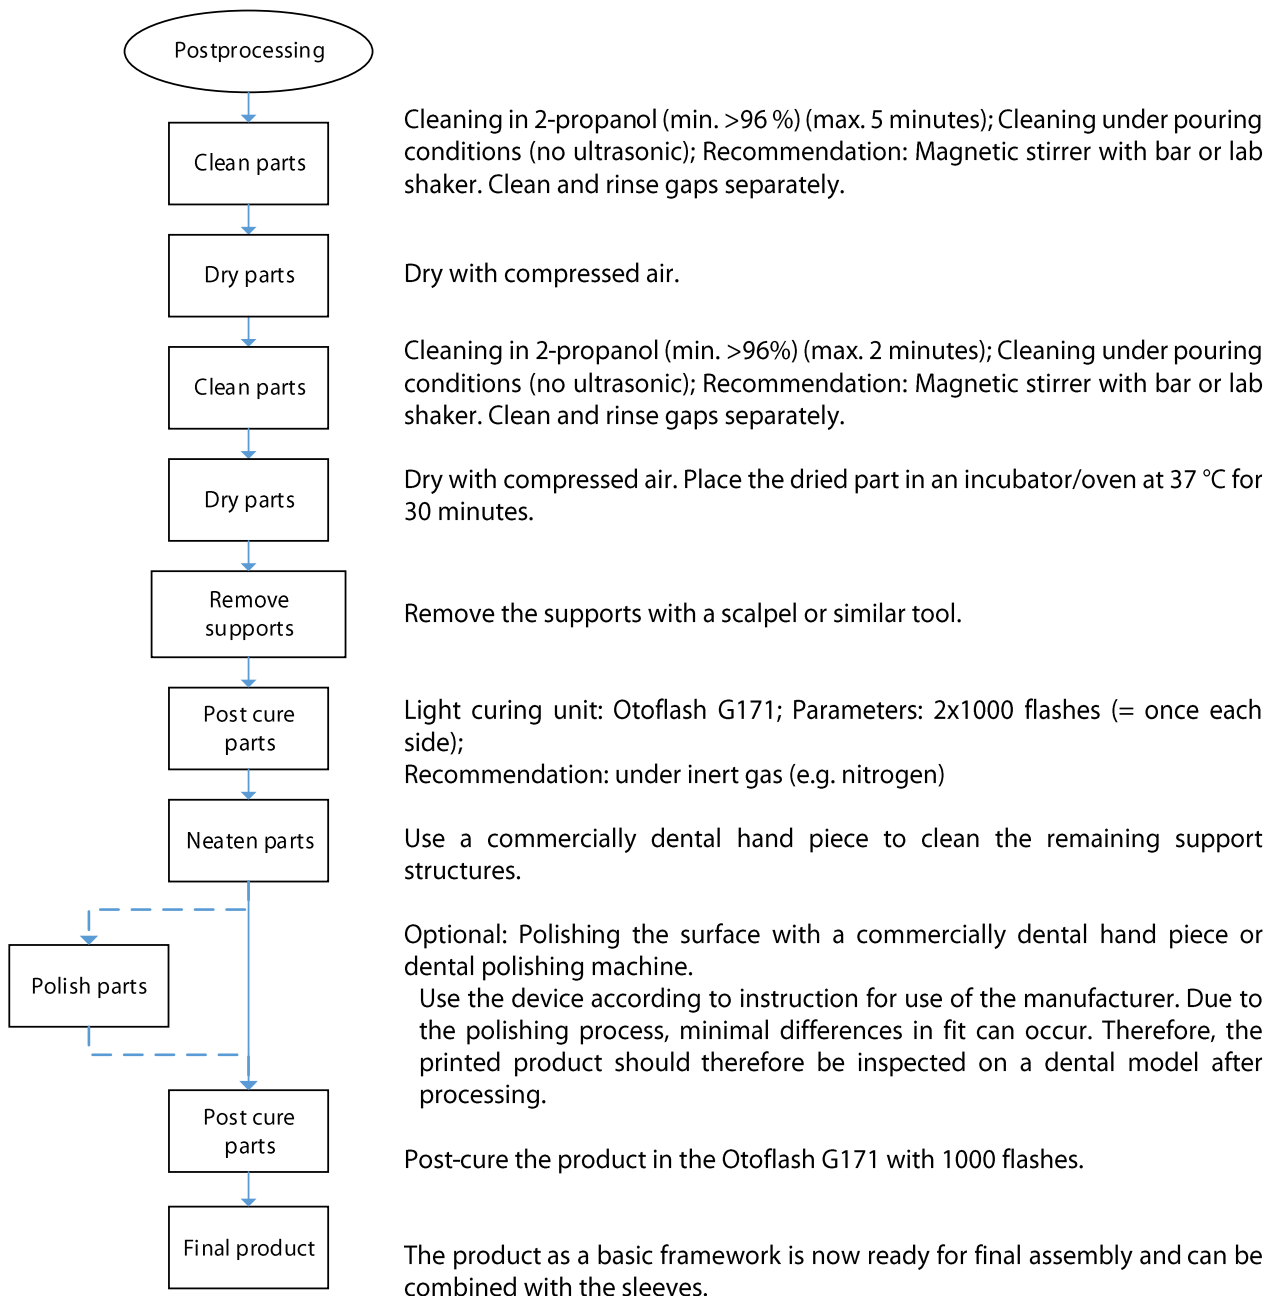 Postprocessing
Clean parts
Cleaning in 2-propanol (min. >96 %) (max. 5 minutes); Cleaning under pouring
conditions (no ultrasonic); Recommendation: Magnetic stirrer with bar or lab
shaker. Clean and rinse gaps separately.
Dry parts
Dry with compressed air.
Clean parts
Cleaning in 2-propanol (min. >96%) (max. 2 minutes); Cleaning under pouring
conditions (no ultrasonic); Recommendation: Magnetic stirrer with bar or lab
shaker. Clean and rinse gaps separately.
Dry parts
Dry with compressed air. Place the dried part in an incubator/oven at 37 °C for
30 minutes.
Remove
supports
Remove the supports with a scalpel or similar tool.
Post cure
parts
Light curing unit: Otoflash G171; Parameters: 2x1000 flashes (= once each
side);
Recommendation: under inert gas (e.g. nitrogen)
Neaten parts
Use a commercially dental hand piece to clean the remaining support
structures.
Polish parts
Optional: Polishing the surface with a commercially dental hand piece or
dental polishing machine.
Use the device according to instruction for use of the manufacturer. Due to
the polishing process, minimal differences in fit can occur. Therefore, the
printed product should therefore be inspected on a dental model after
processing.
Post cure
parts
Post-cure the product in the Otoflash G171 with 1000 flashes.
Final product
The product as a basic framework is now ready for final assembly and can be
combined with the sleeves.